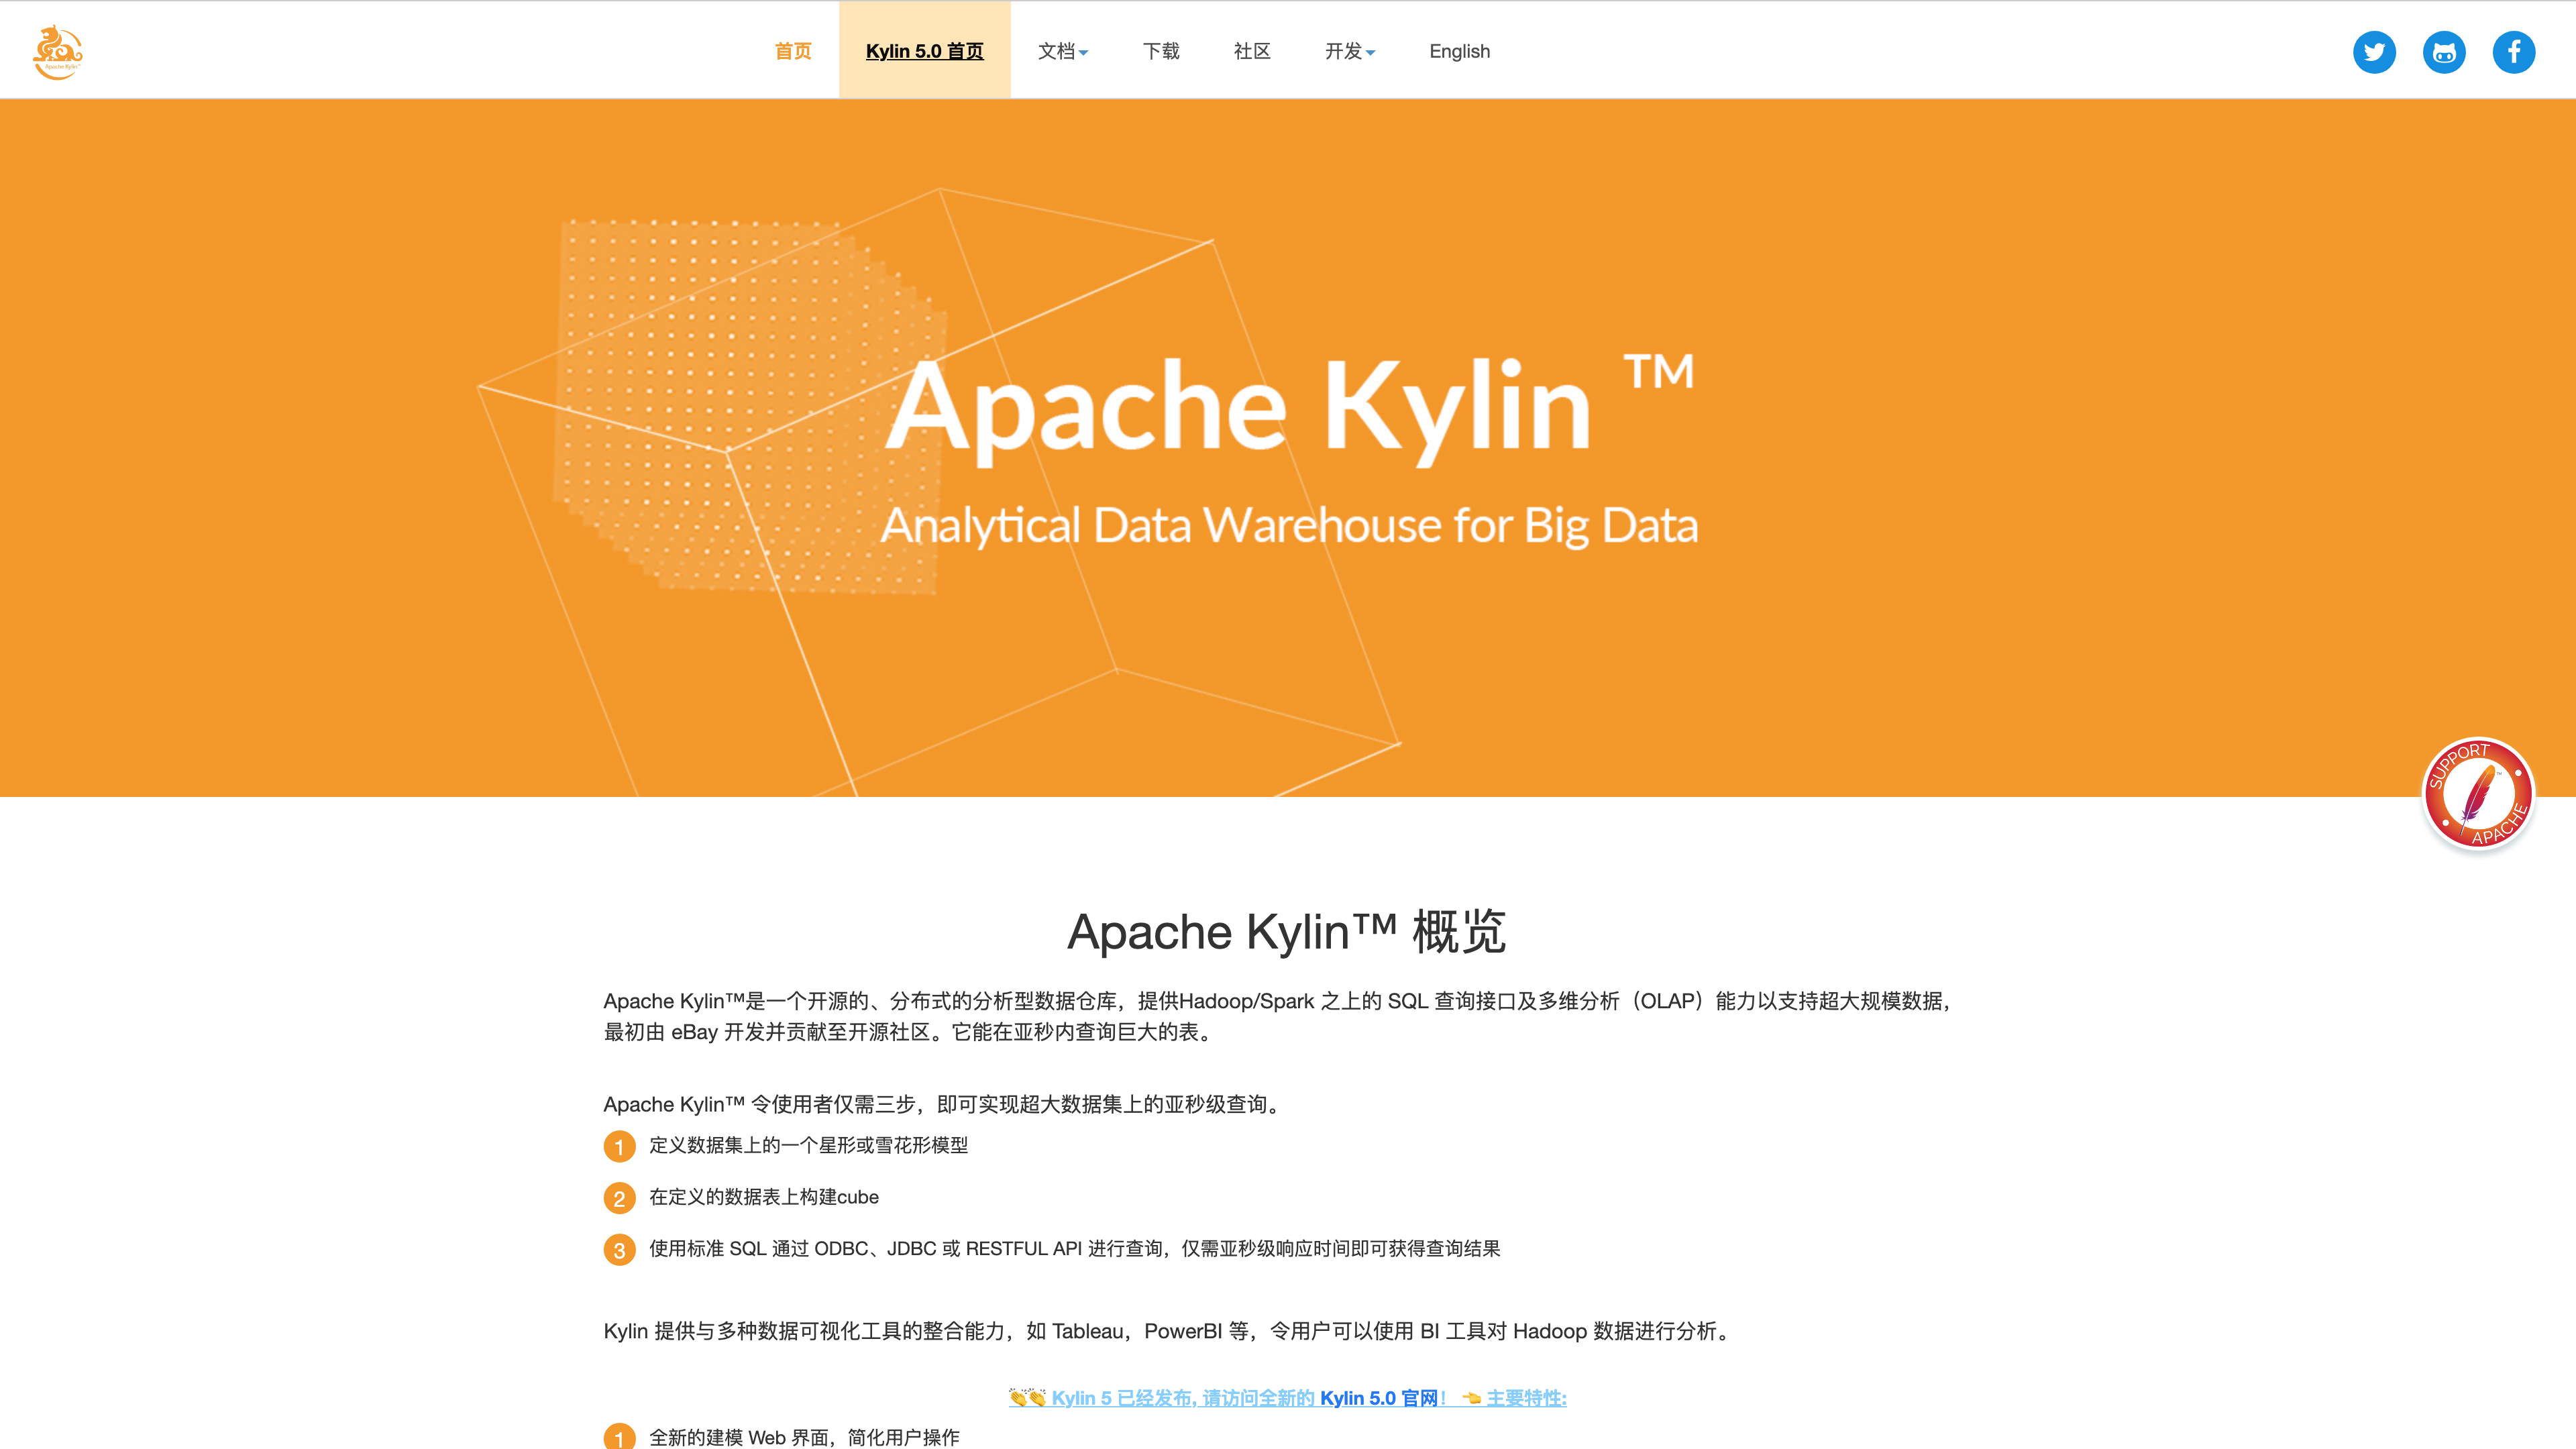 Apache Kylin™
首页
Kylin 5.0 首页
文档
下载
社区
开发
English
Apache Kylin ™
Analytical Data Warehouse for Big Data
SUPPORT
APACHE
Apache Kylin™ 概览
Apache Kylin™是一个开源的、分布式的分析型数据仓库，提供Hadoop/Spark 之上的 SQL 查询接口及多维分析（OLAP）能力以支持超大规模数据，
最初由 eBay 开发并贡献至开源社区。它能在亚秒内查询巨大的表。
Apache Kylin™ 令使用者仅需三步，即可实现超大数据集上的亚秒级查询。
1 定义数据集上的一个星形或雪花形模型
2 在定义的数据表上构建cube
3 使用标准 SQL 通过 ODBC、JDBC 或 RESTFUL API 进行查询，仅需亚秒级响应时间即可获得查询结果
Kylin 提供与多种数据可视化工具的整合能力，如 Tableau，PowerBI 等，令用户可以使用 BI 工具对 Hadoop 数据进行分析。
👏👏 Kylin 5 已经发布, 请访问全新的 Kylin 5.0 官网！ 👈 主要特性:
1 全新的建模 Web 界面，简化用户操作